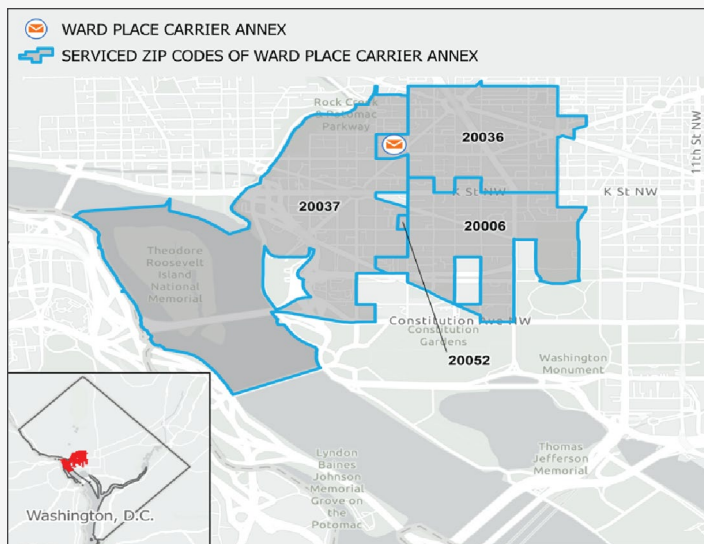 WARD PLACE CARRIER ANNEX
SERVICED ZIP CODES OF WARD PLACE CARRIER ANNEX
Rock Creek
& Potomac
Parkway
11th St NW
20036
K St NW
K St NW
20037
20006
Theodore
Roosevelt
Island
National
Memorial
Constitution Ave NW
Constitution
Gardens
20052
Washington
Monument
Lyndon
Baines
Johnson
Memorial
Grove on
the
Potomac
Thomas
Jefferson
Memorial
Washington, D.C.